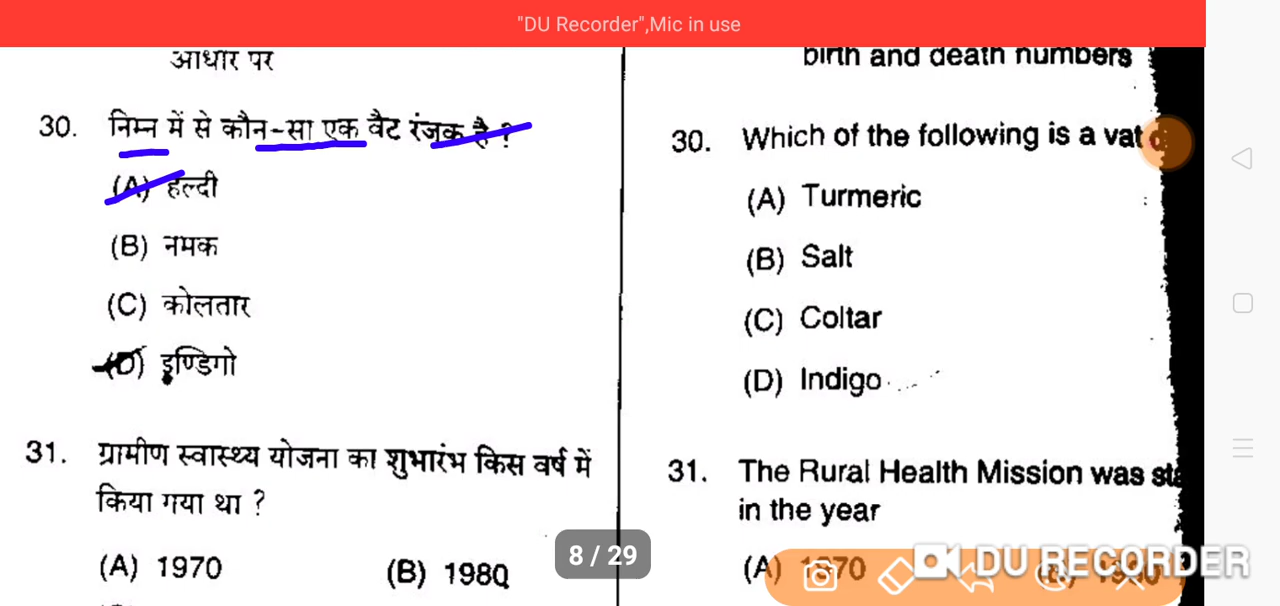 "DU Recorder",Mic in use
आधार पर
30. निम्न में से कौन-सा एक वैट रंजक है ?
(A) हल्दी
(B) नमक
(C) कोलतार
(D) इण्डिगो
31. ग्रामीण स्वास्थ्य योजना का शुभारंभ किस वर्ष में
किया गया था ?
(A) 1970 (B) 1980
birth and death numbers
30. Which of the following is a vat
(A) Turmeric
(B) Salt
(C) Coltar
(D) Indigo
31. The Rural Health Mission was
in the year
(A) 1970
8 / 29
DU RECORDER